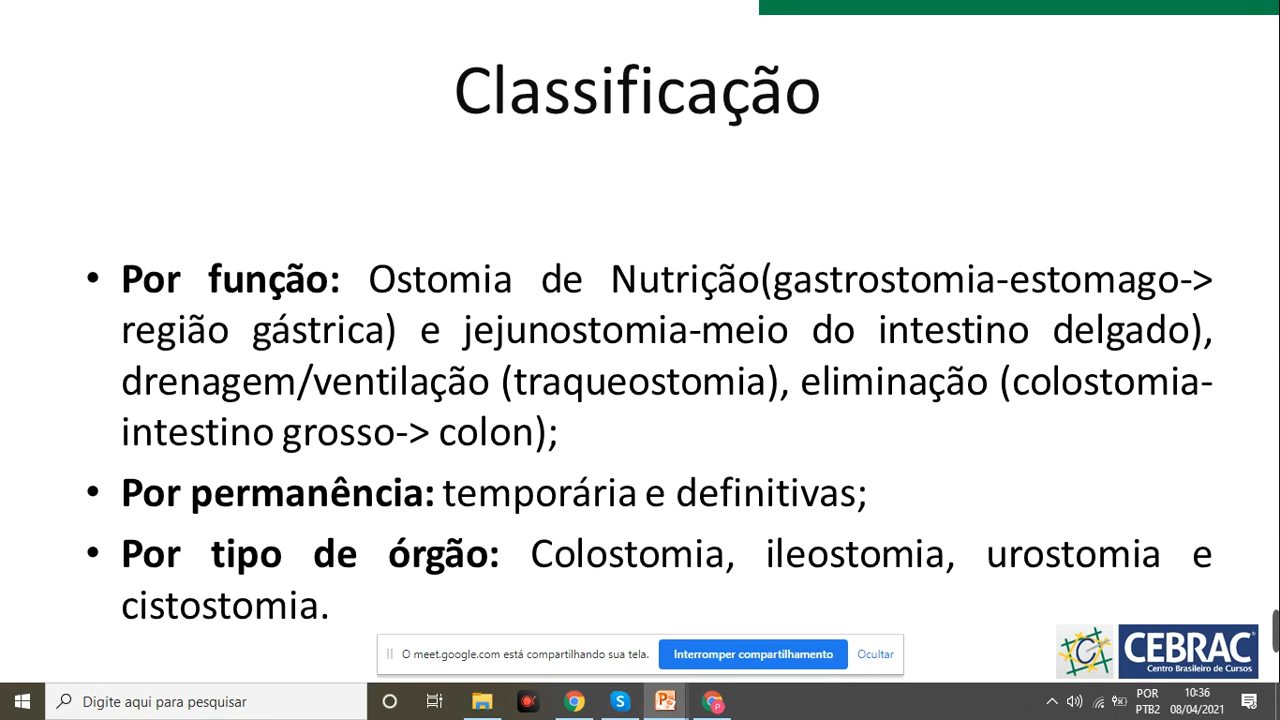 Classificação
• Por função: Ostomia de Nutrição(gastrostomia-estomago->
região gástrica) e jejunostomia-meio do intestino delgado),
drenagem/ventilação (traqueostomia), eliminação (colostomia-
intestino grosso-> colon);
• Por permanência: temporária e definitivas;
• Por tipo de órgão: Colostomia, ileostomia, urostomia e
cistostomia.
O meet.google.com está compartilhando sua tela. Interromper compartilhamento Ocultar
CEBRAC®
Centro Brasileiro de Cursos
Digite aqui para pesquisar
POR 10:36
PTB2 08/04/2021